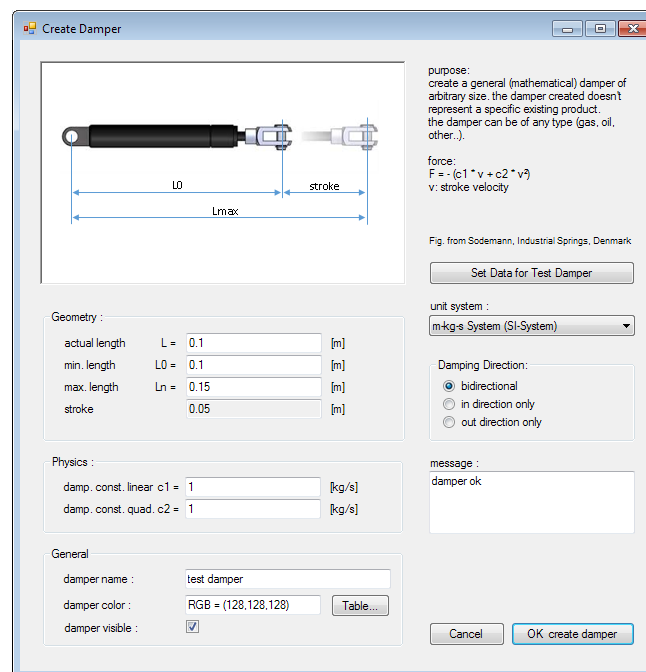 Create Damper
L0
stroke
Lmax
purpose:
create a general (mathematical) damper of
arbitrary size. the damper created doesn't
represent a specific existing product.
the damper can be of any type (gas, oil,
other..).
force:
F = - (c1 * v + c2 * v²)
v: stroke velocity
Fig. from Sodemann, Industrial Springs, Denmark
Set Data for Test Damper
unit system :
m-kg-s System (SI-System)
Geometry :
actual length L = 0.1 [m]
min. length L0 = 0.1 [m]
max. length Ln = 0.15 [m]
stroke 0.05 [m]
Damping Direction:
bidirectional
in direction only
out direction only
Physics :
damp. const. linear c1 = 1 [kg/s]
damp. const. quad. c2 = 1 [kg/s]
message :
damper ok
General
damper name : test damper
damper color : RGB = (128,128,128) Table...
damper visible :
Cancel OK create damper